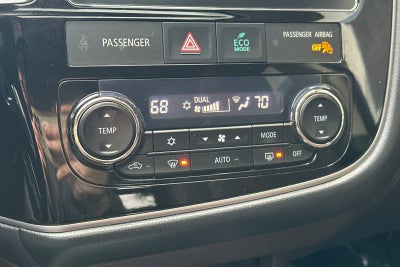 PASSENGER
ECO
MODE
PASSENGER AIRBAG
OFF
68 DUAL 70
TEMP
MODE
TEMP
AUTO
OFF